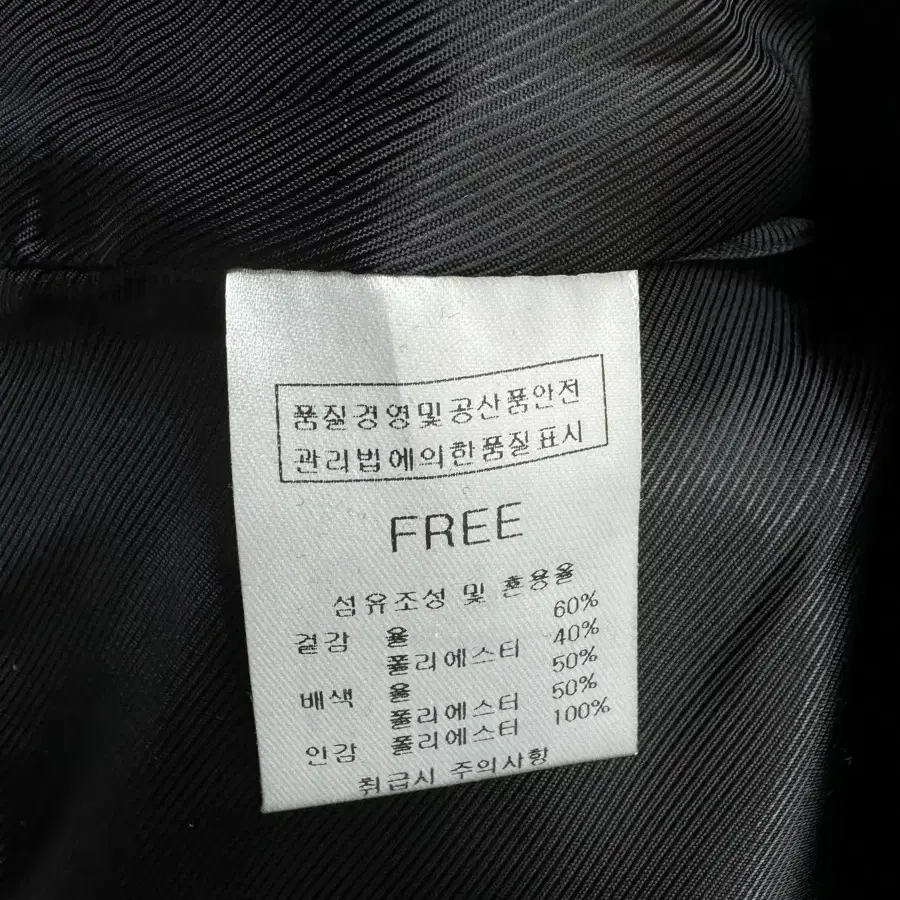 품질경영및공산품안전
관리법에의한품질표시
FREE
섬유조성 및 혼용율
겉감 울 60%
폴리에스터 40%
배색 울 50%
폴리에스터 50%
안감 폴리에스터 100%
취급시 주의사항